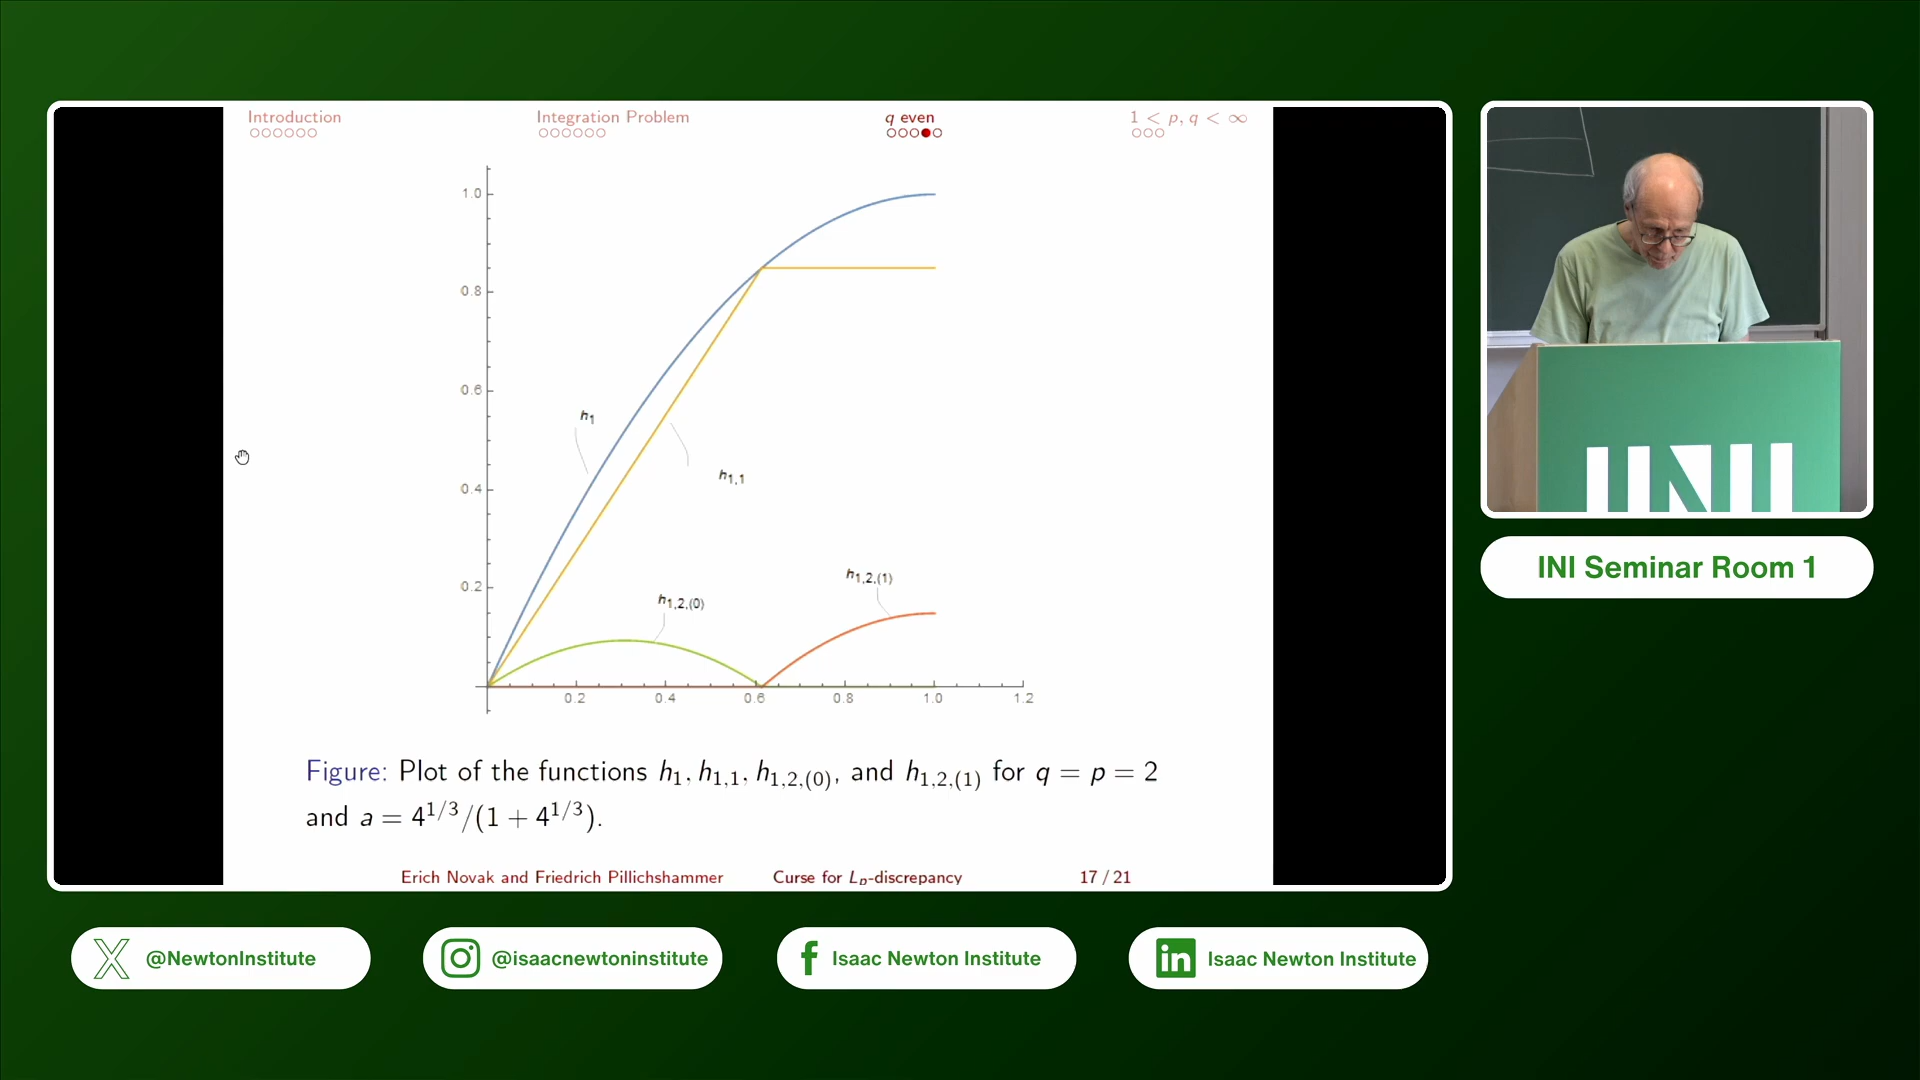 Introduction
Integration Problem
q even
1 < p, q < ∞
1.0
0.8
0.6
0.4
0.2
h₁
h₁,₁
h₁,₂,(₀)
h₁,₂,(₁)
0.2 0.4 0.6 0.8 1.0 1.2
Figure: Plot of the functions h₁, h₁,₁, h₁,₂,(₀), and h₁,₂,(₁) for q = p = 2
and a = 4^{1/3}/(1 + 4^{1/3}).
Erich Novak and Friedrich Pillichshammer Curse for Lₚ-discrepancy 17 / 21
INI
INI Seminar Room 1
@NewtonInstitute
@isaacnewtoninstitute
Isaac Newton Institute
Isaac Newton Institute